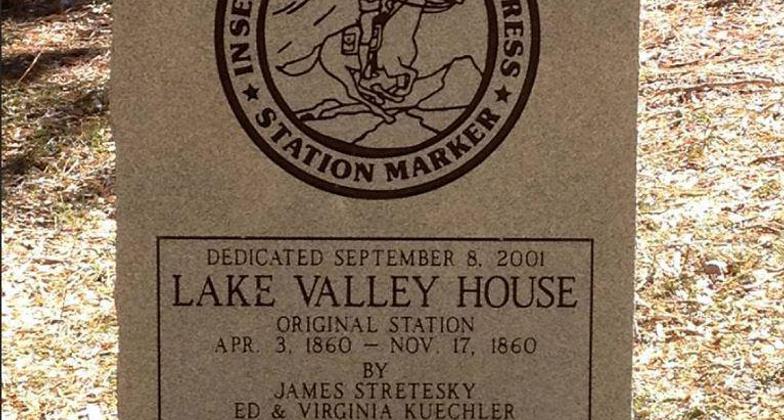 INSE
RESS
★ STATION MARKER ★
DEDICATED SEPTEMBER 8, 2001
LAKE VALLEY HOUSE
ORIGINAL STATION
APR. 3, 1860 – NOV. 17, 1860
BY
JAMES STRETESKY
ED & VIRGINIA KUECHLER